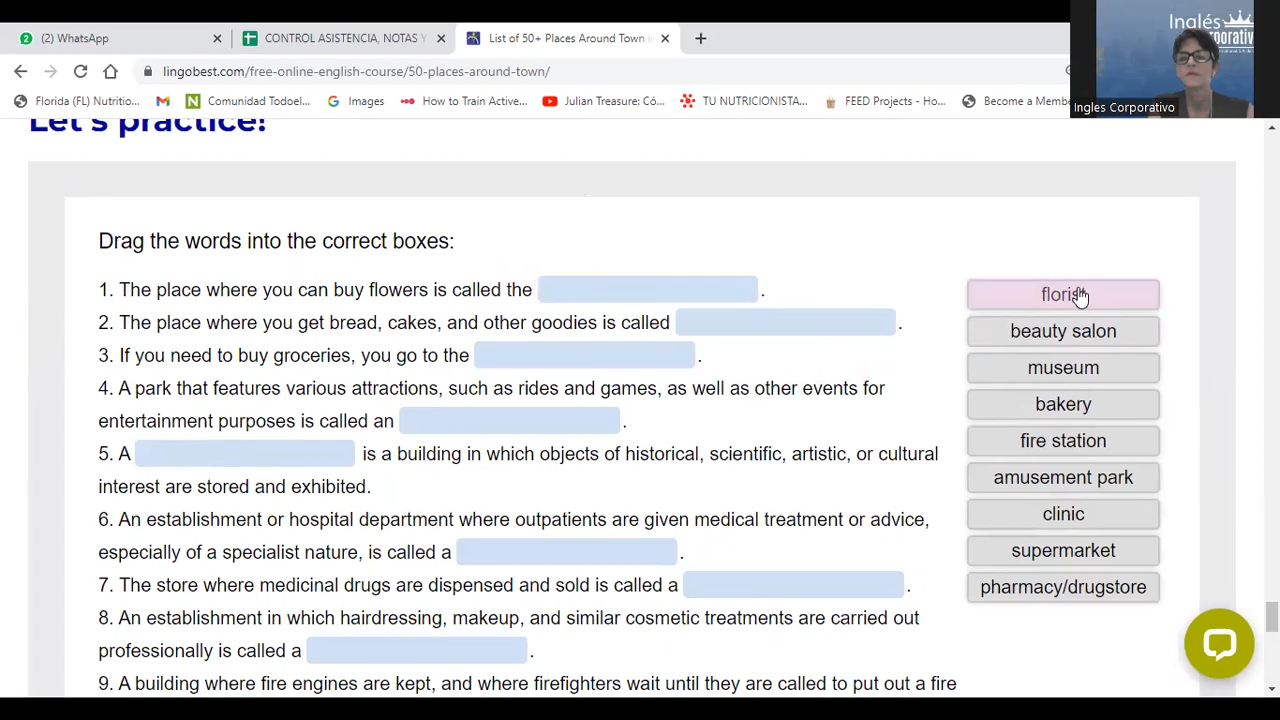 (2) WhatsApp
CONTROL ASISTENCIA, NOTAS Y
List of 50+ Places Around Town i
lingobest.com/free-online-english-course/50-places-around-town/
Florida (FL) Nutritio...
Comunidad Todoel...
Images
How to Train Active...
Julian Treasure: Có...
TU NUTRICIONISTA...
FEED Projects - Ho...
Become a Membe
Inglés
Corporativo
Ingles Corporativo
Let's practice!
Drag the words into the correct boxes:
1. The place where you can buy flowers is called the .
2. The place where you get bread, cakes, and other goodies is called .
3. If you need to buy groceries, you go to the .
4. A park that features various attractions, such as rides and games, as well as other events for
entertainment purposes is called an .
5. A is a building in which objects of historical, scientific, artistic, or cultural
interest are stored and exhibited.
6. An establishment or hospital department where outpatients are given medical treatment or advice,
especially of a specialist nature, is called a .
7. The store where medicinal drugs are dispensed and sold is called a .
8. An establishment in which hairdressing, makeup, and similar cosmetic treatments are carried out
professionally is called a .
9. A building where fire engines are kept, and where firefighters wait until they are called to put out a fire
florist
beauty salon
museum
bakery
fire station
amusement park
clinic
supermarket
pharmacy/drugstore